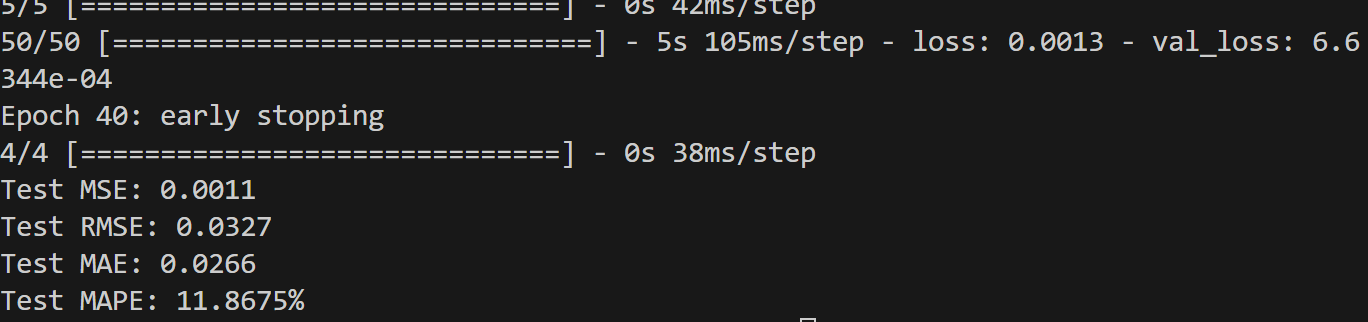 5/5 [==============================] - 0s 42ms/step
50/50 [==============================] - 5s 105ms/step - loss: 0.0013 - val_loss: 6.6
344e-04
Epoch 40: early stopping
4/4 [==============================] - 0s 38ms/step
Test MSE: 0.0011
Test RMSE: 0.0327
Test MAE: 0.0266
Test MAPE: 11.8675%